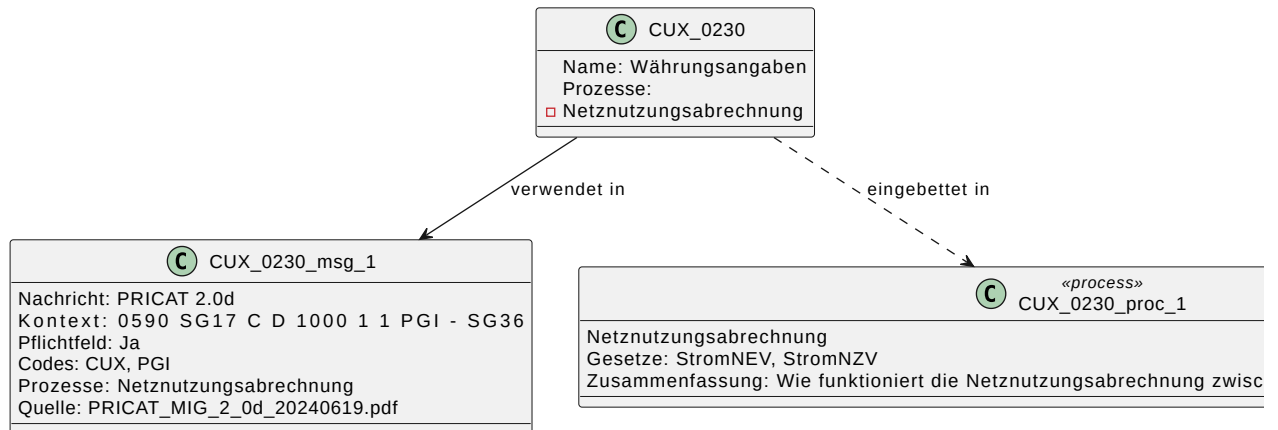 C CUX_0230
Name: Währungsangaben
Prozesse:
Netznutzungsabrechnung
verwendet in
eingebettet in
C CUX_0230_msg_1
Nachricht: PRICAT 2.0d
Kontext: 0590 SG17 C D 1000 1 1 PGI - SG36
Pflichtfeld: Ja
Codes: CUX, PGI
Prozesse: Netznutzungsabrechnung
Quelle: PRICAT_MIG_2_0d_20240619.pdf
«process»
C CUX_0230_proc_1
Netznutzungsabrechnung
Gesetze: StromNEV, StromNZV
Zusammenfassung: Wie funktioniert die Netznutzungsabrechnung zwisc